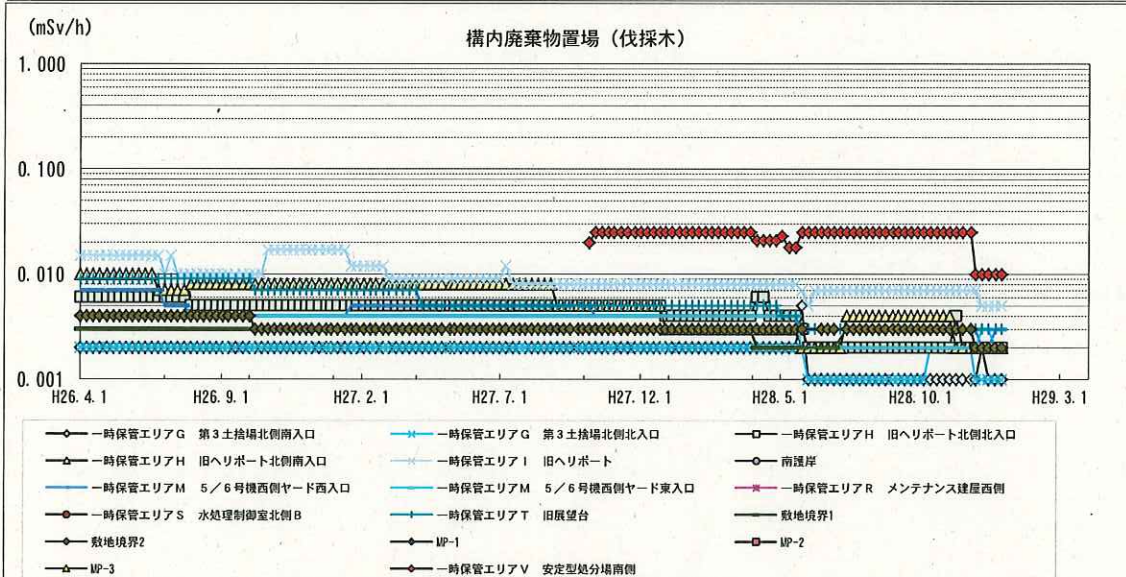 (mSv/h)
構内廃棄物置場（伐採木）
1.000
0.100
0.010
0.001
H26.4.1 H26.9.1 H27.2.1 H27.7.1 H27.12.1 H28.5.1 H28.10.1 H29.3.1
一時保管エリアG 第3土捨場北側南入口 一時保管エリアG 第3土捨場北側北入口 一時保管エリアH 旧ヘリポート北側北入口
一時保管エリアH 旧ヘリポート北側南入口 一時保管エリアI 旧ヘリポート 南護岸
一時保管エリアM 5／6号機西側ヤード西入口 一時保管エリアM 5／6号機西側ヤード東入口 一時保管エリアR メンテナンス建屋西側
一時保管エリアS 水処理制御室北側B 一時保管エリアT 旧展望台 敷地境界1
敷地境界2 MP-1 MP-2
MP-3 一時保管エリアV 安定型処分場南側